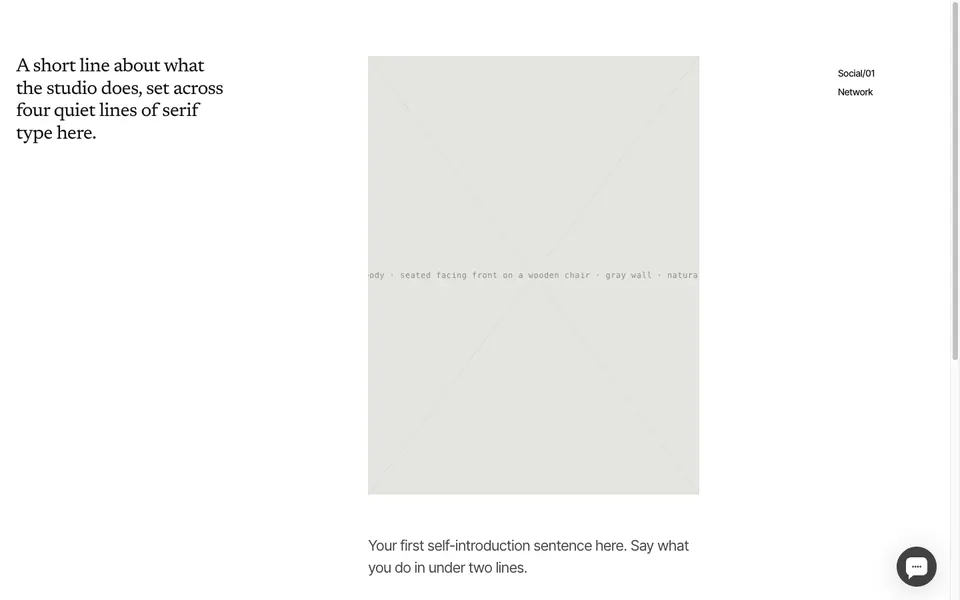 A short line about what
the studio does, set across
four quiet lines of serif
type here.
· seated facing front on a wooden chair · gray wall ·
Social/01
Network
Your first self-introduction sentence here. Say what
you do in under two lines.